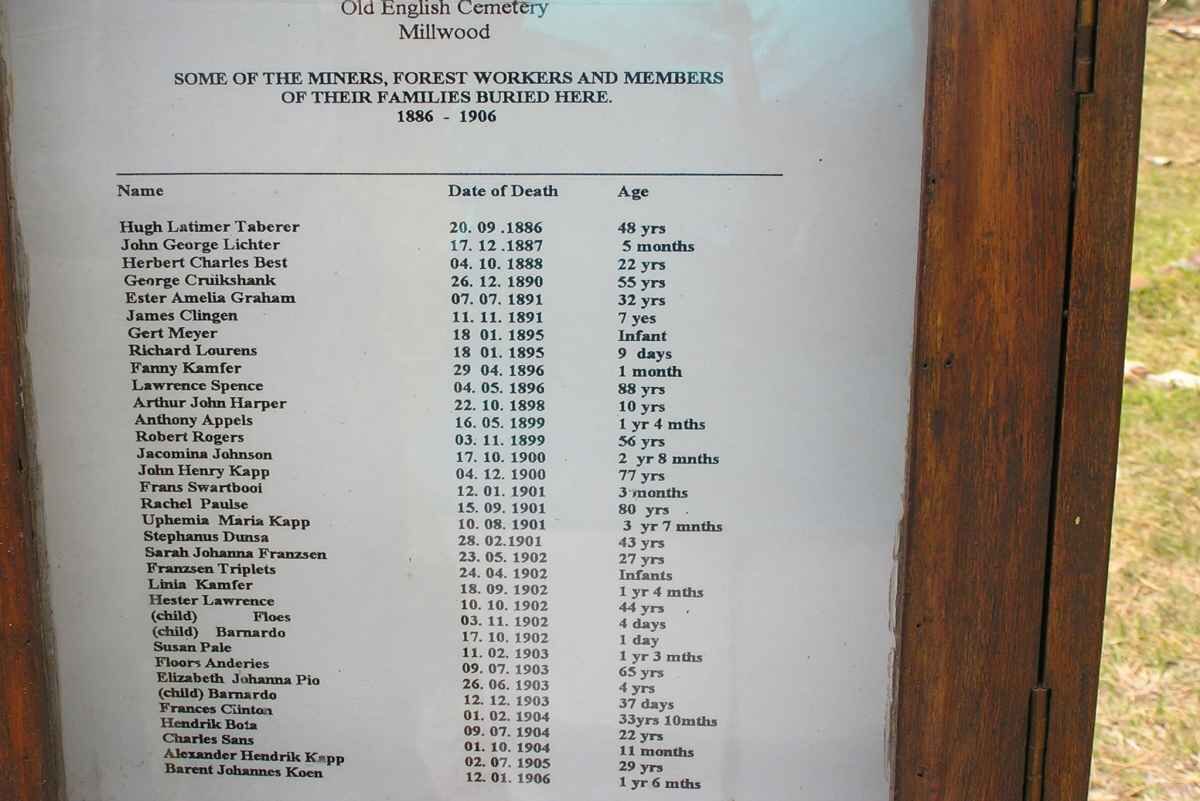 Old English Cemetery
Millwood
SOME OF THE MINERS, FOREST WORKERS AND MEMBERS
OF THEIR FAMILIES BURIED HERE.
1886 - 1906
Name Date of Death Age
Hugh Latimer Taberer 20. 09 .1886 48 yrs
John George Lichter 17. 12 .1887 5 months
Herbert Charles Best 04. 10. 1888 22 yrs
George Cruikshank 26. 12. 1890 55 yrs
Ester Amelia Graham 07. 07. 1891 32 yrs
James Clingen 11. 11. 1891 7 yes
Gert Meyer 18 01. 1895 Infant
Richard Lourens 18 01. 1895 9 days
Fanny Kamfer 29 04. 1896 1 month
Lawrence Spence 04. 05. 1896 88 yrs
Arthur John Harper 22. 10. 1898 10 yrs
Anthony Appels 16. 05. 1899 1 yr 4 mths
Robert Rogers 03. 11. 1899 56 yrs
Jacomina Johnson 17. 10. 1900 2 yr 8 mnths
John Henry Kapp 04. 12. 1900 77 yrs
Frans Swartbooi 12. 01. 1901 3 months
Rachel Paulse 15. 09. 1901 80 yrs
Uphemia Maria Kapp 10. 08. 1901 3 yr 7 mnths
Stephanus Dunsa 28. 02.1901 43 yrs
Sarah Johanna Franzsen 23. 05. 1902 27 yrs
Franzsen Triplets 24. 04. 1902 Infants
Linia Kamfer 18. 09. 1902 1 yr 4 mths
Hester Lawrence 10. 10. 1902 44 yrs
(child) Floes 03. 11. 1902 4 days
(child) Barnardo 17. 10. 1902 1 day
Susan Pale 11. 02. 1903 1 yr 3 mths
Floors Anderies 09. 07. 1903 65 yrs
Elizabeth Johanna Pio 26. 06. 1903 4 yrs
(child) Barnardo 12. 12. 1903 37 days
Frances Clinton 01. 02. 1904 33yrs 10mths
Hendrik Bota 09. 07. 1904 22 yrs
Charles Sans 01. 10. 1904 11 months
Alexander Hendrik Kapp 02. 07. 1905 29 yrs
Barent Johannes Koen 12. 01. 1906 1 yr 6 mths